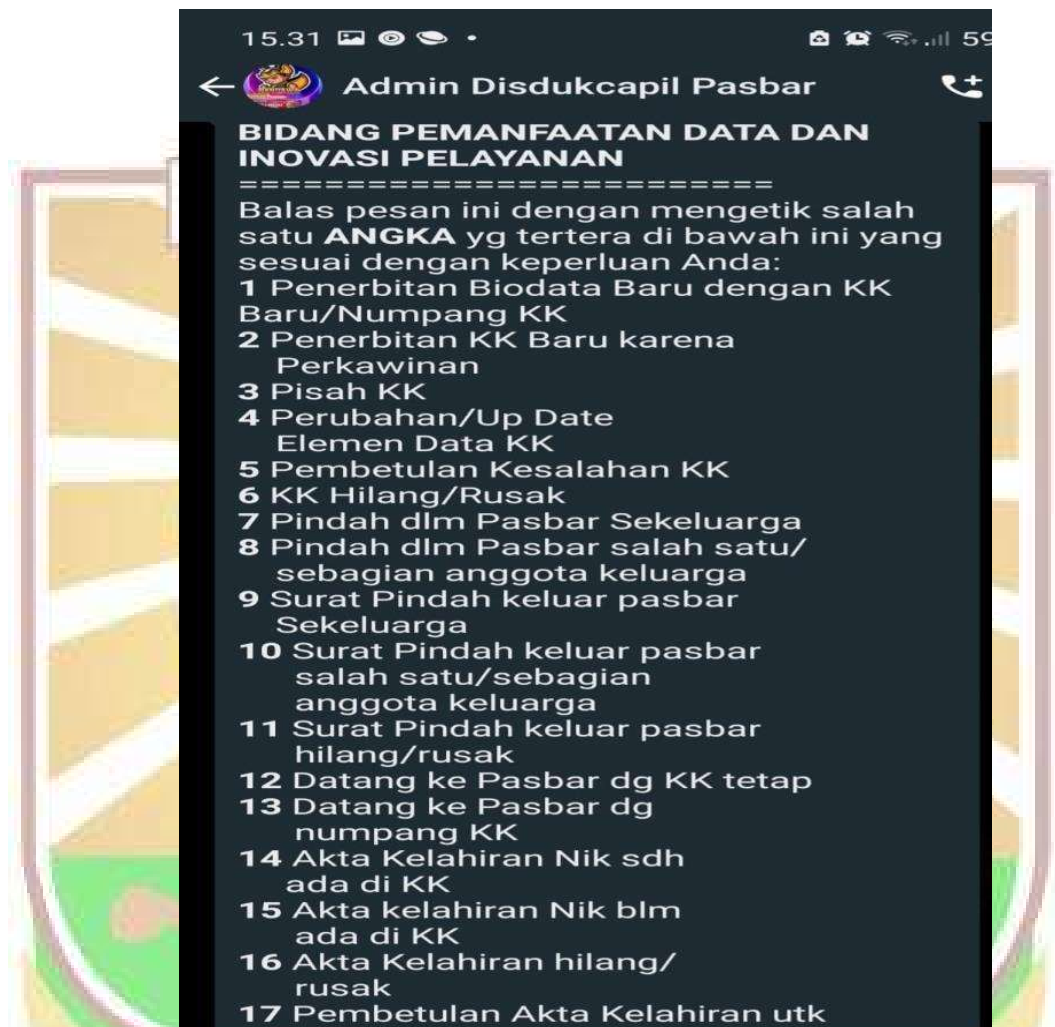 15.31
59
Admin Disdukcapil Pasbar
BIDANG PEMANFAATAN DATA DAN
INOVASI PELAYANAN
=========================
Balas pesan ini dengan mengetik salah
satu ANGKA yg tertera di bawah ini yang
sesuai dengan keperluan Anda:
1 Penerbitan Biodata Baru dengan KK
Baru/Numpang KK
2 Penerbitan KK Baru karena
Perkawinan
3 Pisah KK
4 Perubahan/Up Date
Elemen Data KK
5 Pembetulan Kesalahan KK
6 KK Hilang/Rusak
7 Pindah dlm Pasbar Sekeluarga
8 Pindah dlm Pasbar salah satu/
sebagian anggota keluarga
9 Surat Pindah keluar pasbar
Sekeluarga
10 Surat Pindah keluar pasbar
salah satu/sebagian
anggota keluarga
11 Surat Pindah keluar pasbar
hilang/rusak
12 Datang ke Pasbar dg KK tetap
13 Datang ke Pasbar dg
numpang KK
14 Akta Kelahiran Nik sdh
ada di KK
15 Akta kelahiran Nik blm
ada di KK
16 Akta Kelahiran hilang/
rusak
17 Pembetulan Akta Kelahiran utk